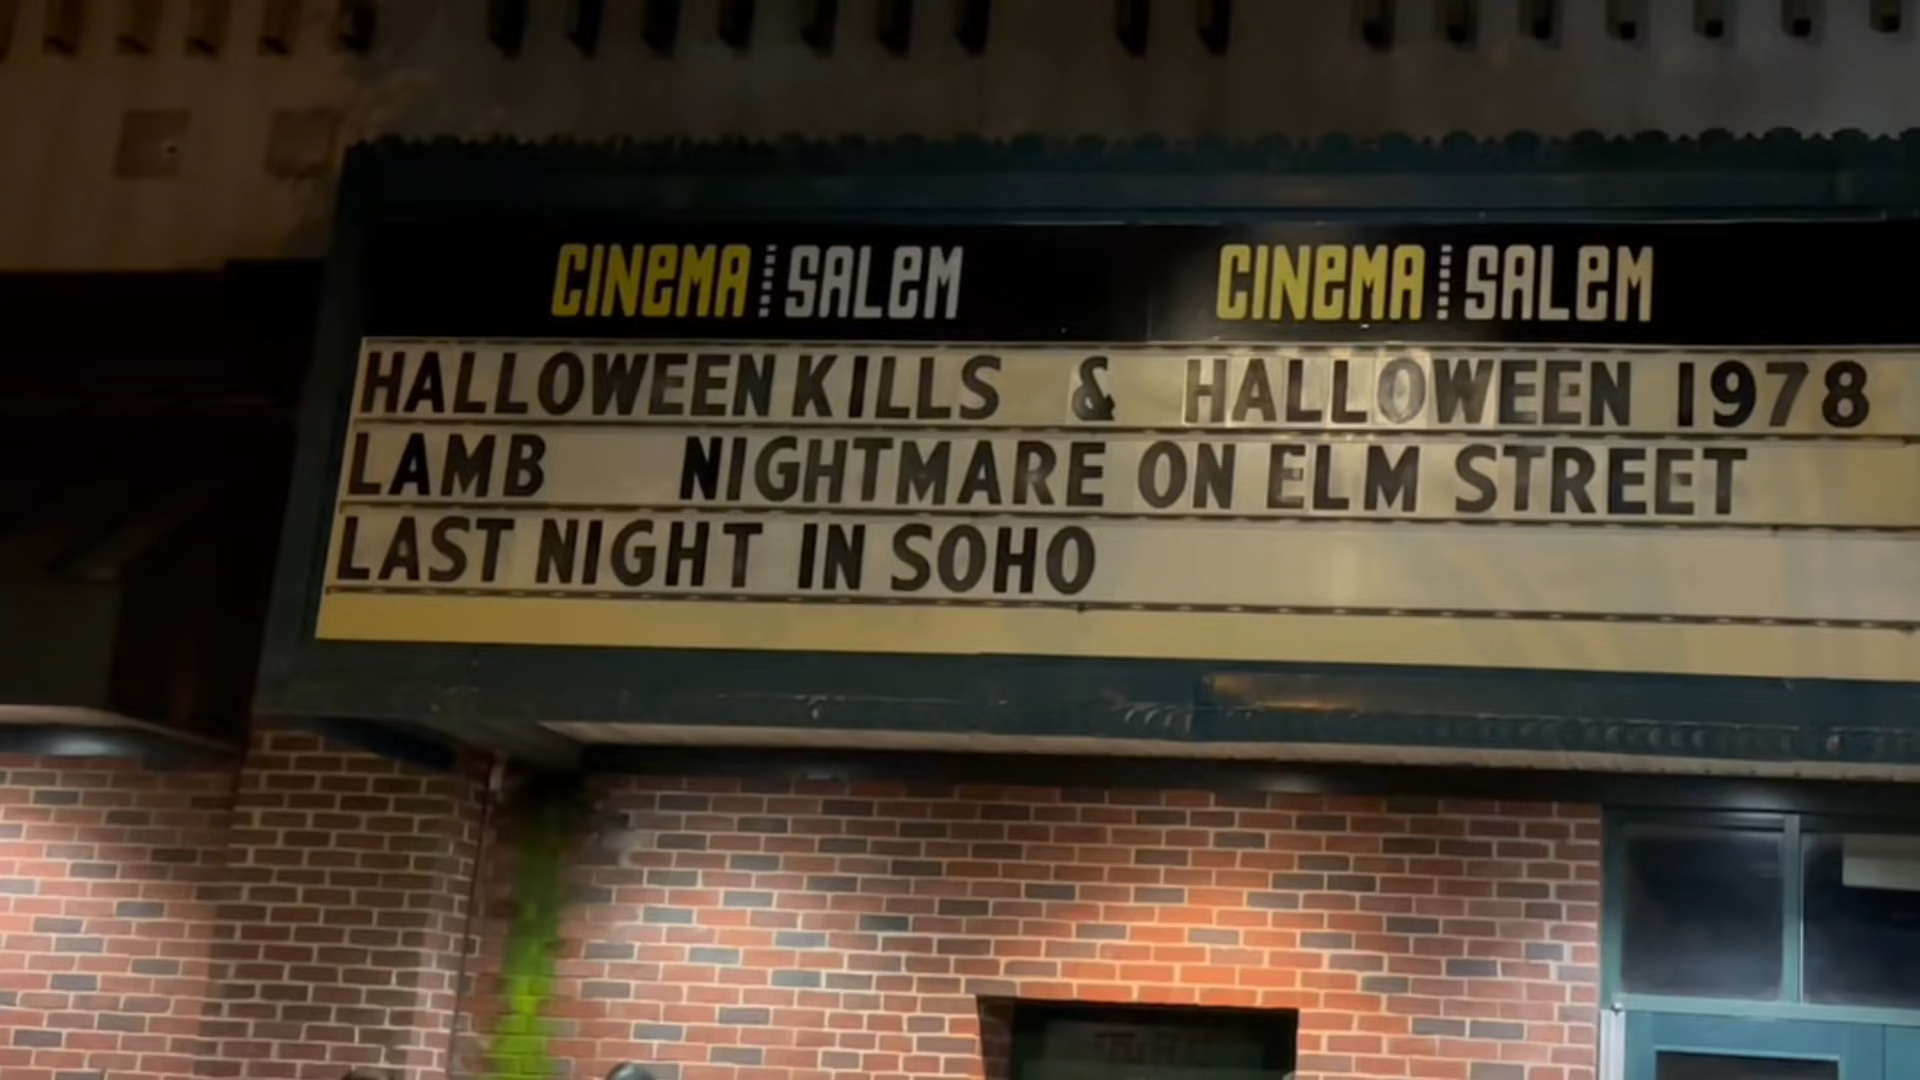 CINEMA SALEM CINEMA SALEM
HALLOWEEN KILLS & HALLOWEEN 1978
LAMB NIGHTMARE ON ELM STREET
LAST NIGHT IN SOHO